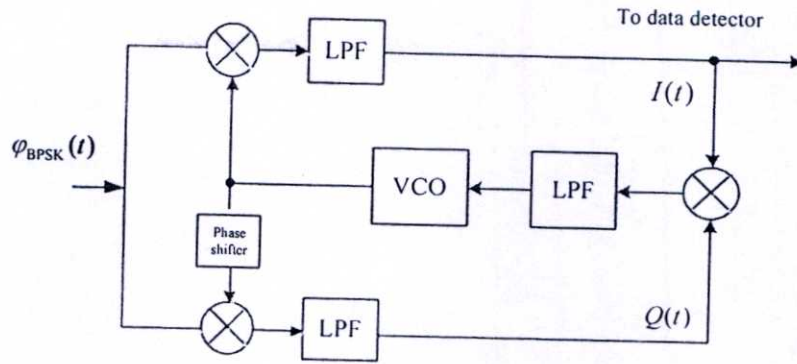 To data detector
LPF
I(t)
φBPSK(t)
VCO
LPF
Phase
shifter
LPF
Q(t)